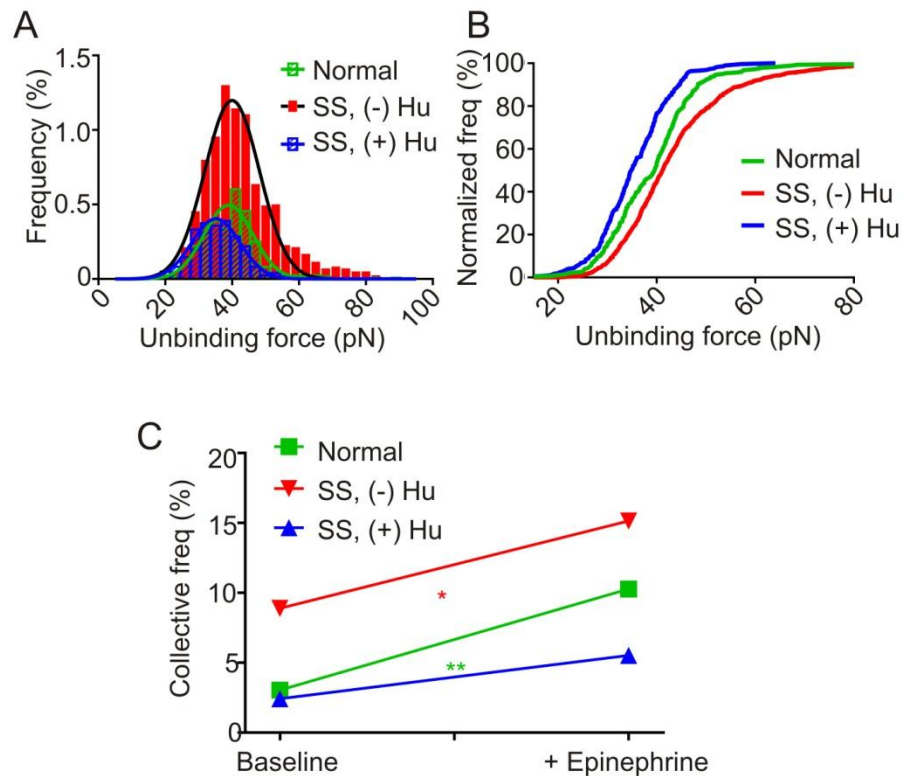 A
Frequency (%)
1.5
1.0
0.5
0
0
20
40
60
80
100
Unbinding force (pN)
Normal
SS, (-) Hu
SS, (+) Hu
B
Normalized freq (%)
100
80
60
40
20
0
20
40
60
80
Unbinding force (pN)
Normal
SS, (-) Hu
SS, (+) Hu
C
Normal
SS, (-) Hu
SS, (+) Hu
Collective freq (%)
20
15
10
5
0
*
**
Baseline
+ Epinephrine